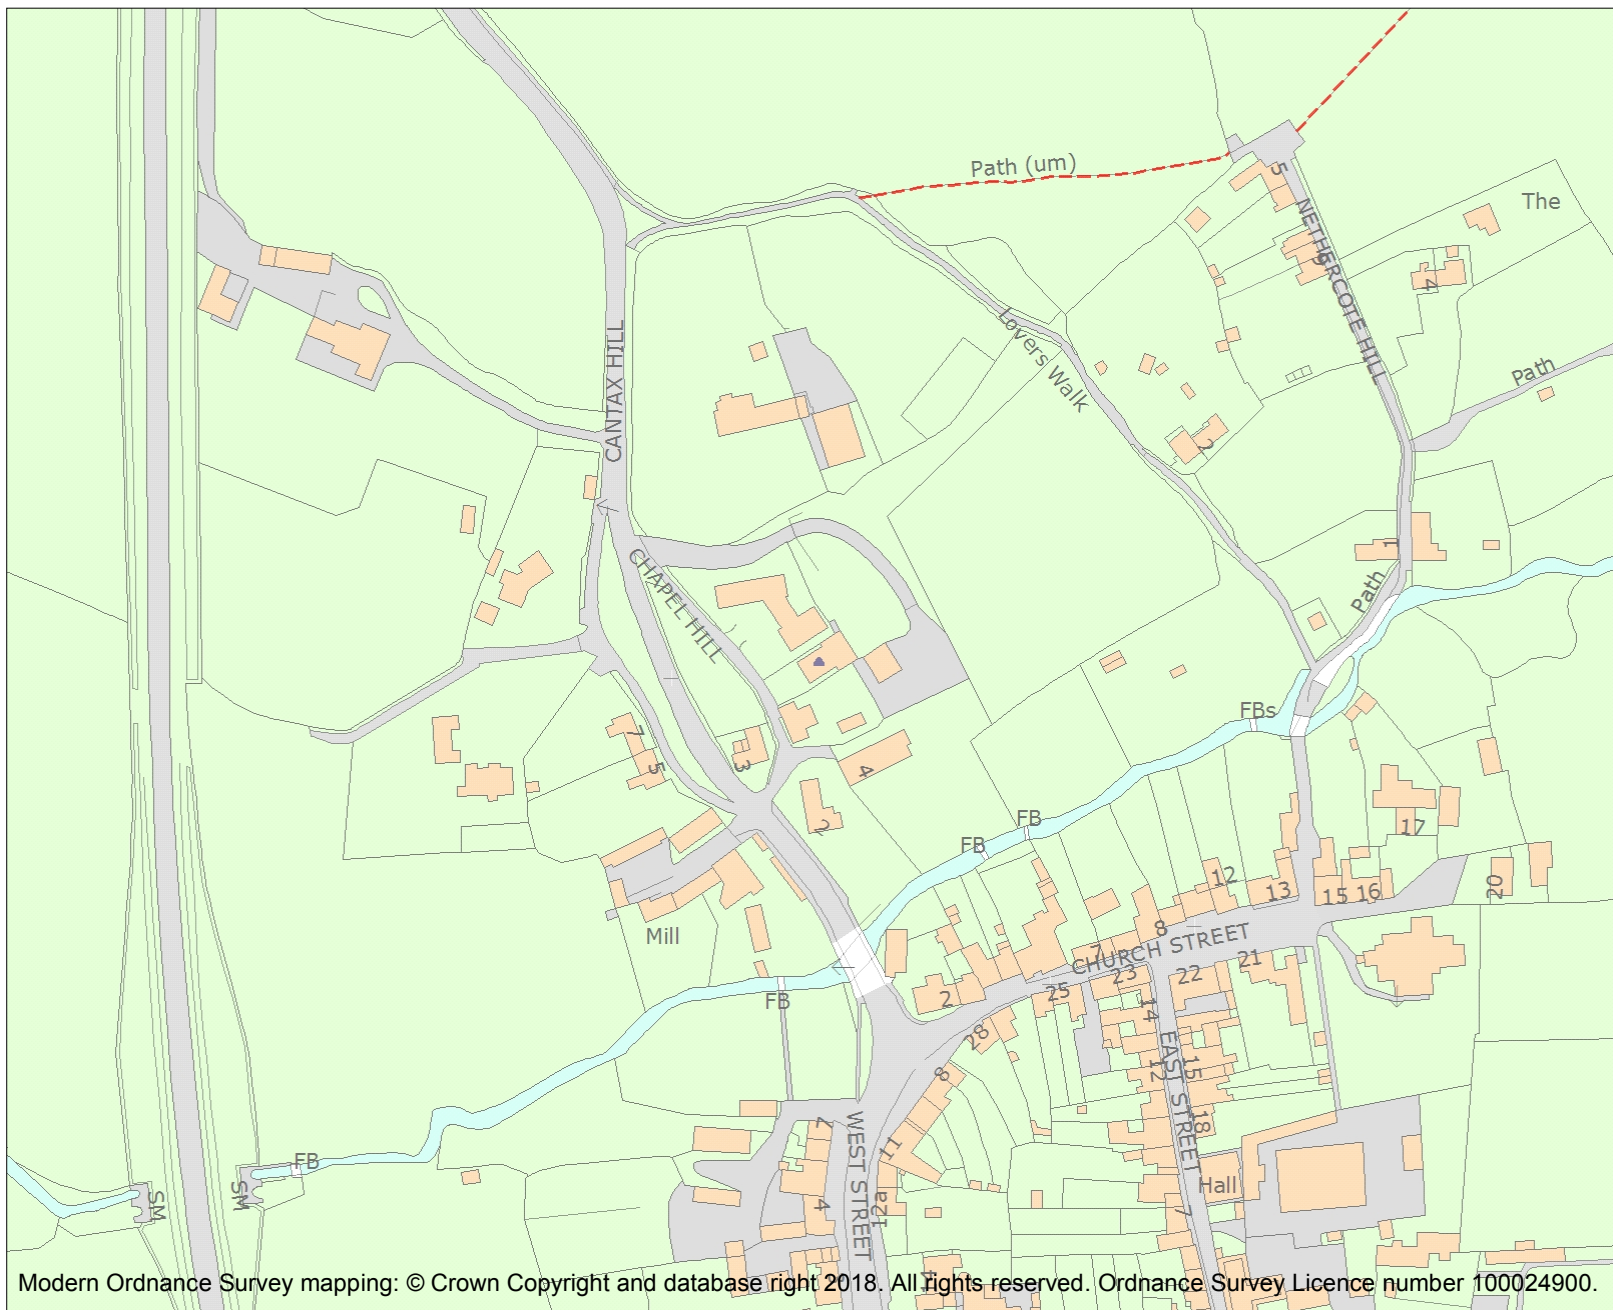 Path (um)
5
The
NETHERCOTE HILL
9
4
CANTAX HILL
Lovers Walk
Path
2
1
CHAPEL HILL
Path
FBs
7
5
3
4
2
FB
FB
17
12
13
15
16
20
Mill
8
7
CHURCH STREET
23
22
21
25
2
FB
14
28
EAST STREET
12
15
8
18
7
WEST STREET
11
FB
SM
SM
Hall
4
12a
7
Modern Ordnance Survey mapping: © Crown Copyright and database right 2018. All rights reserved. Ordnance Survey Licence number 100024900.